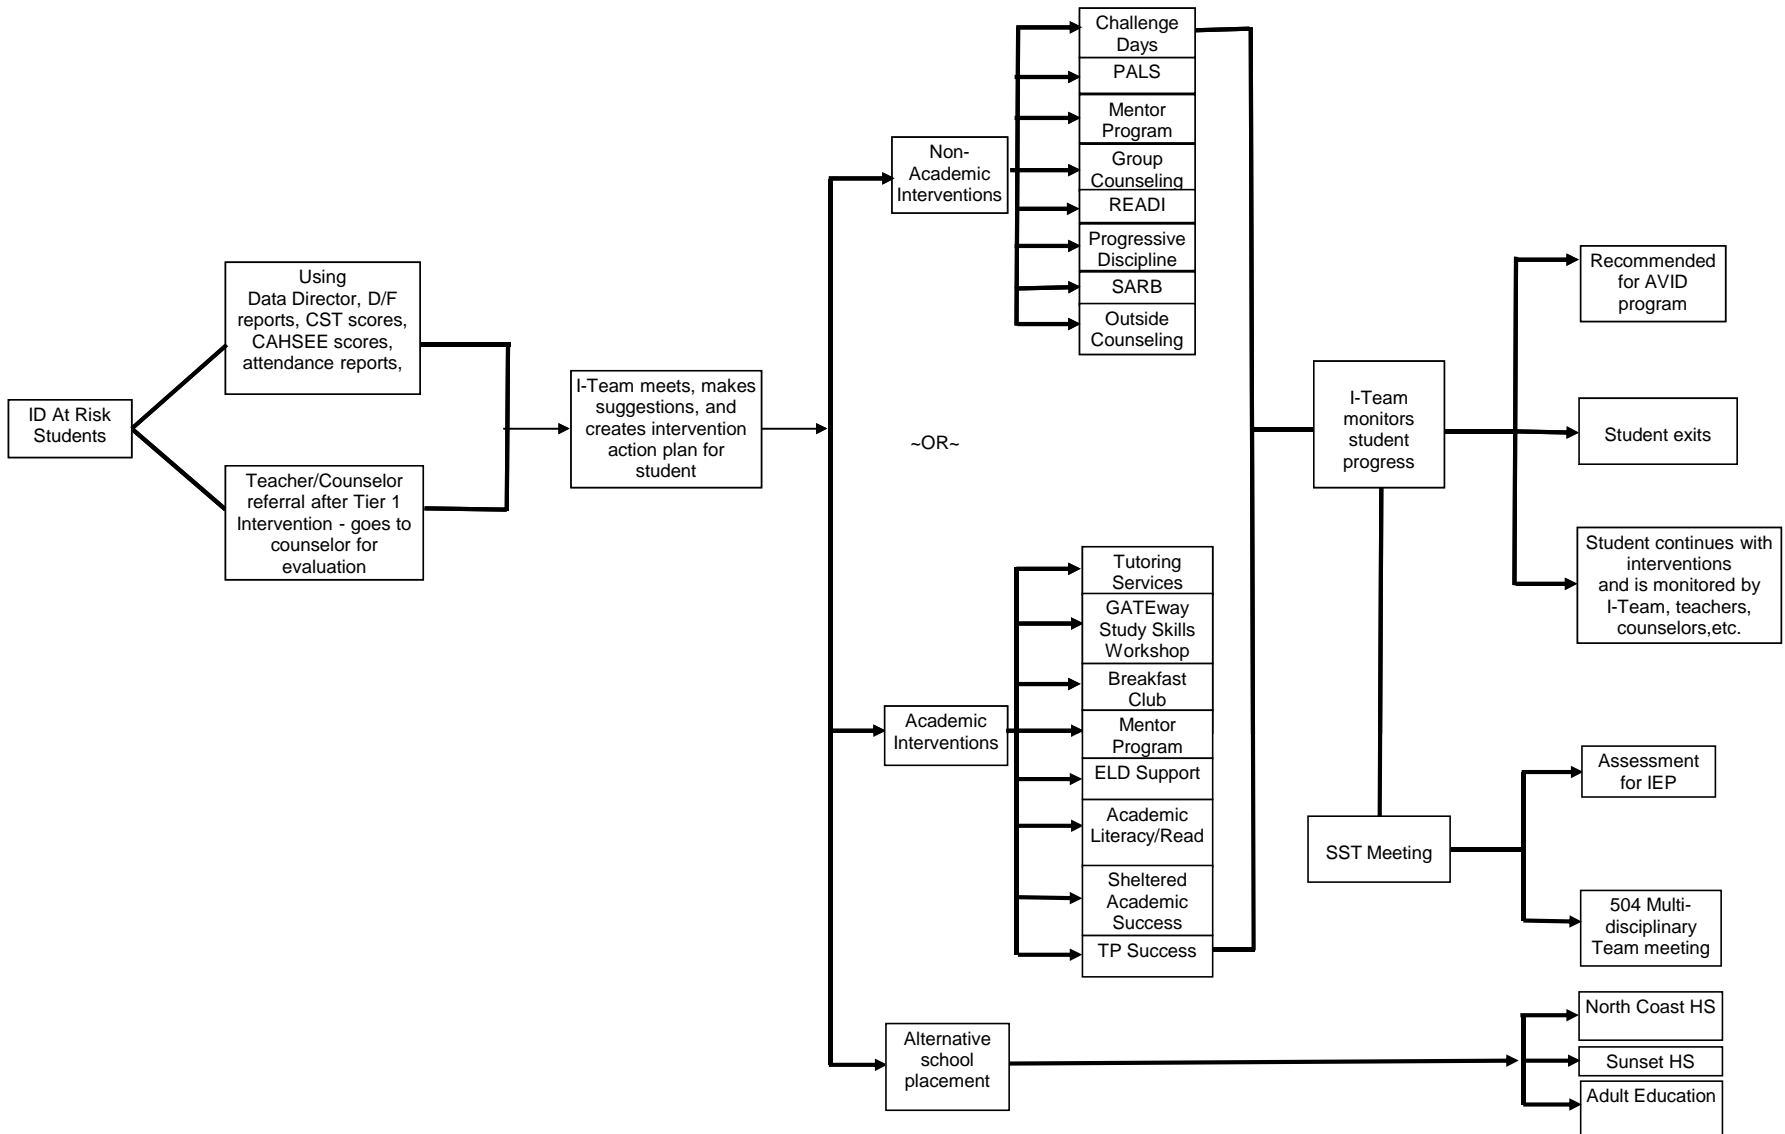 ID At Risk
Students
Using
Data Director, D/F
reports, CST scores,
CAHSEE scores,
attendance reports,
Teacher/Counselor
referral after Tier 1
Intervention - goes to
counselor for
evaluation
I-Team meets, makes
suggestions, and
creates intervention
action plan for
student
Non-
Academic
Interventions
~OR~
Academic
Interventions
Alternative
school
placement
Challenge
Days
PALS
Mentor
Program
Group
Counseling
READI
Progressive
Discipline
SARB
Outside
Counseling
Tutoring
Services
GATEway
Study Skills
Workshop
Breakfast
Club
Mentor
Program
ELD Support
Academic
Literacy/Read
Sheltered
Academic
Success
TP Success
I-Team
monitors
student
progress
SST Meeting
Recommended
for AVID
program
Student exits
Student continues with
interventions
and is monitored by
I-Team, teachers,
counselors,etc.
Assessment
for IEP
504 Multi-
disciplinary
Team meeting
North Coast HS
Sunset HS
Adult Education